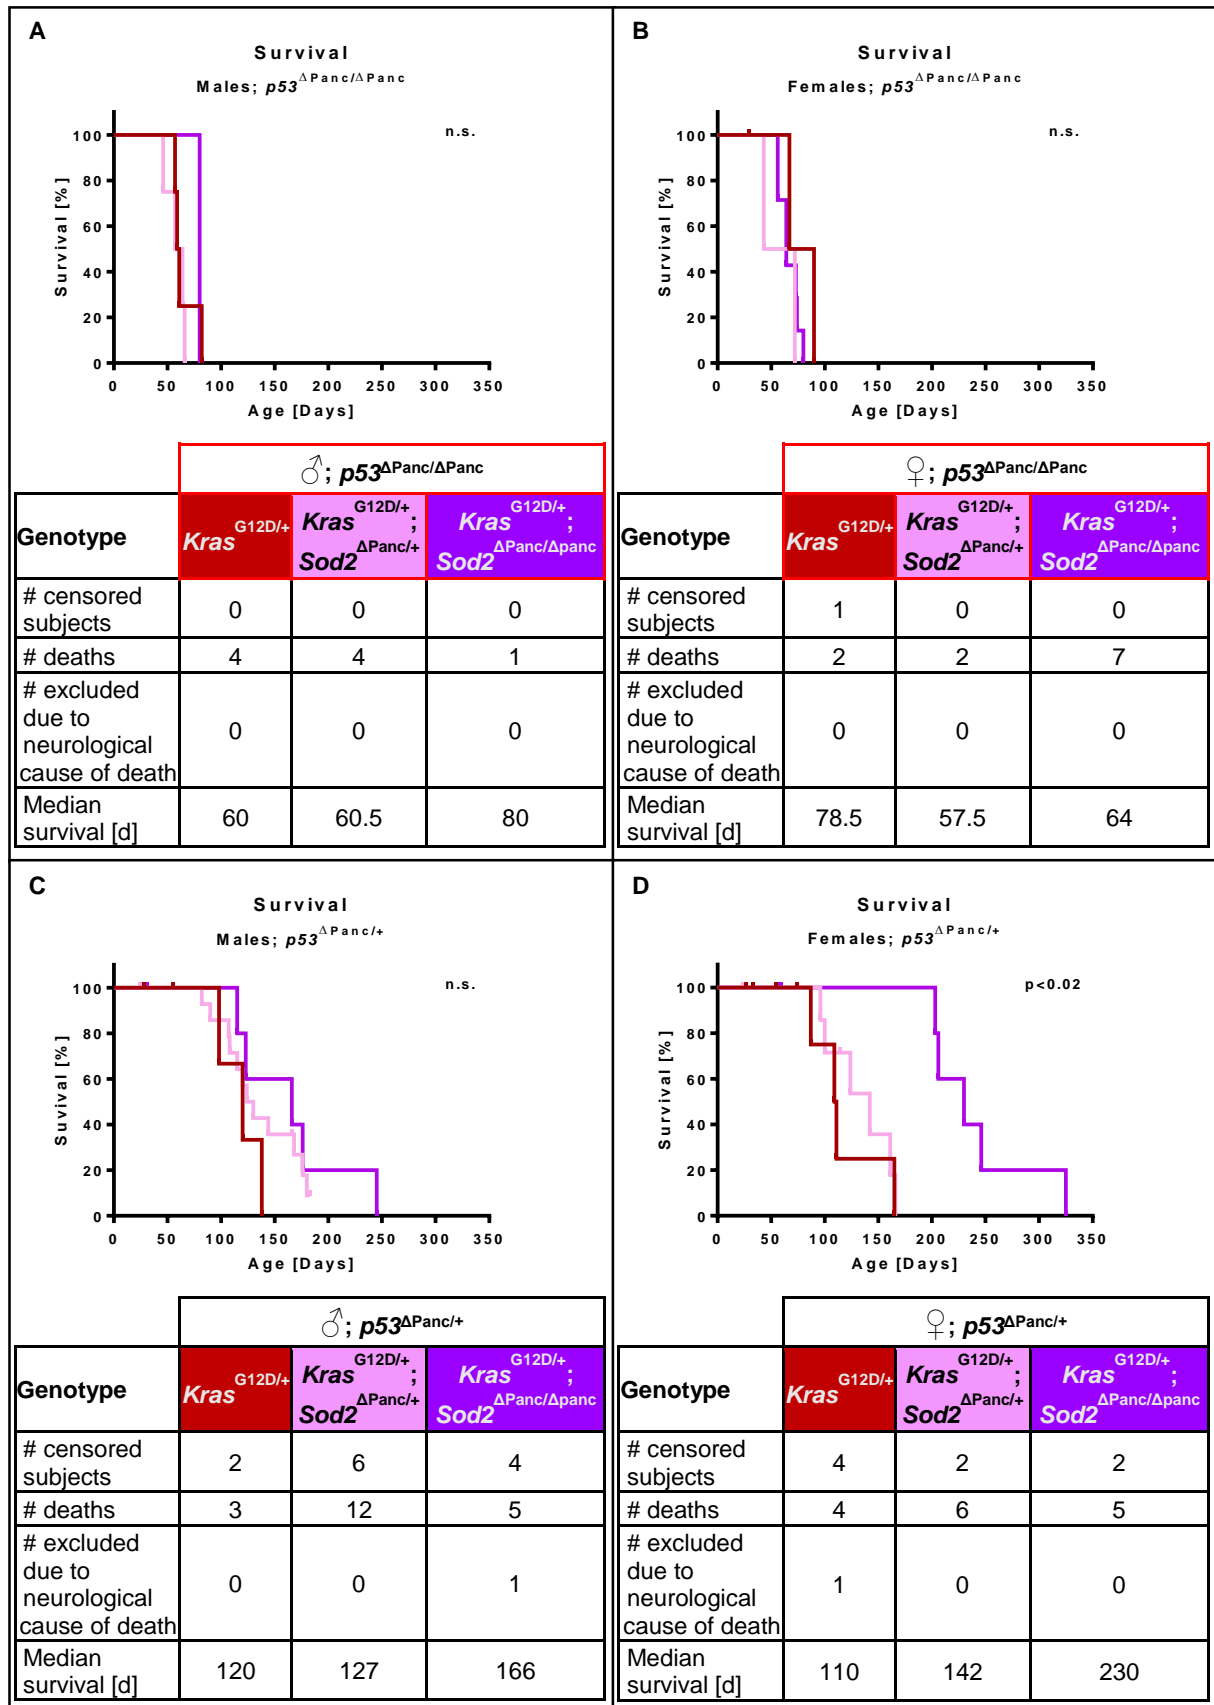 A
Survival
Males; p53ΔPanc/ΔPanc
n.s.
100
80
60
40
20
0
Survival [%]
0 50 100 150 200 250 300 350
Age [Days]
♂; p53ΔPanc/ΔPanc
Genotype KrasG12D/+ KrasG12D/+; Sod2ΔPanc/+ KrasG12D/+; Sod2ΔPanc/Δpanc
# censored subjects 0 0 0
# deaths 4 4 1
# excluded due to neurological cause of death 0 0 0
Median survival [d] 60 60.5 80
B
Survival
Females; p53ΔPanc/ΔPanc
n.s.
100
80
60
40
20
0
Survival [%]
0 50 100 150 200 250 300 350
Age [Days]
♀; p53ΔPanc/ΔPanc
Genotype KrasG12D/+ KrasG12D/+; Sod2ΔPanc/+ KrasG12D/+; Sod2ΔPanc/Δpanc
# censored subjects 1 0 0
# deaths 2 2 7
# excluded due to neurological cause of death 0 0 0
Median survival [d] 78.5 57.5 64
C
Survival
Males; p53ΔPanc/+
n.s.
100
80
60
40
20
0
Suvival [%]
0 50 100 150 200 250 300 350
Age [Days]
♂; p53ΔPanc/+
Genotype KrasG12D/+ KrasG12D/+; Sod2ΔPanc/+ KrasG12D/+; Sod2ΔPanc/Δpanc
# censored subjects 2 6 4
# deaths 3 12 5
# excluded due to neurological cause of death 0 0 1
Median survival [d] 120 127 166
D
Survival
Females; p53ΔPanc/+
p<0.02
100
80
60
40
20
0
Survival [%]
0 50 100 150 200 250 300 350
Age [Days]
♀; p53ΔPanc/+
Genotype KrasG12D/+ KrasG12D/+; Sod2ΔPanc/+ KrasG12D/+; Sod2ΔPanc/Δpanc
# censored subjects 4 2 2
# deaths 4 6 5
# excluded due to neurological cause of death 1 0 0
Median survival [d] 110 142 230